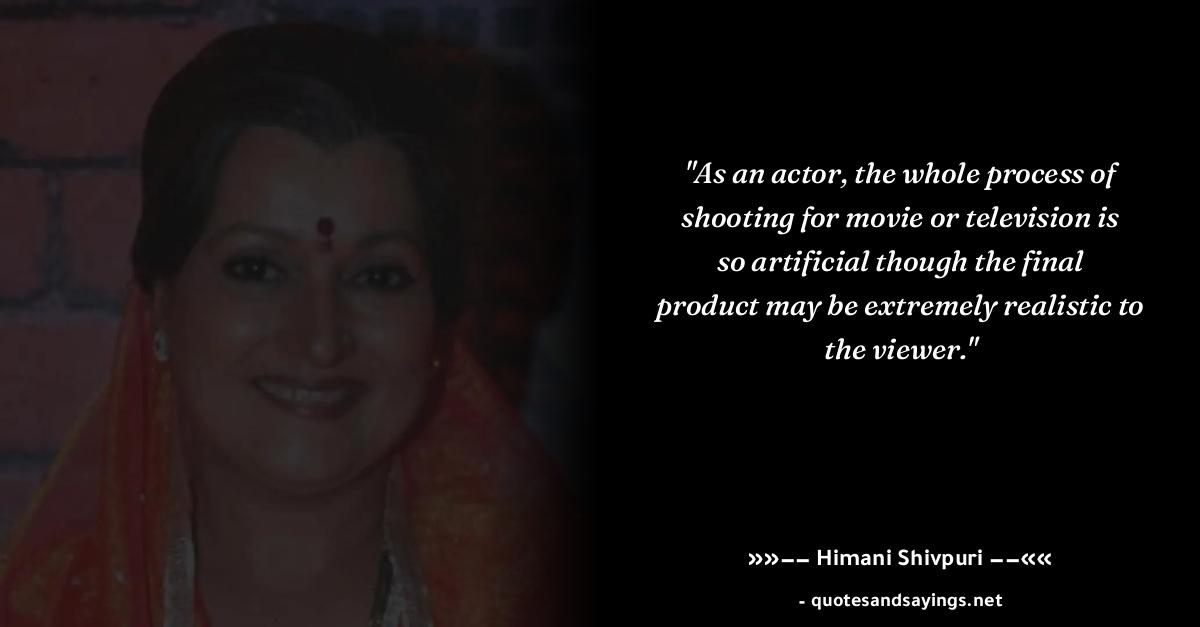 "As an actor, the whole process of
shooting for movie or television is
so artificial though the final
product may be extremely realistic to
the viewer."
»»−− Himani Shivpuri −−««
- quotesandsayings.net